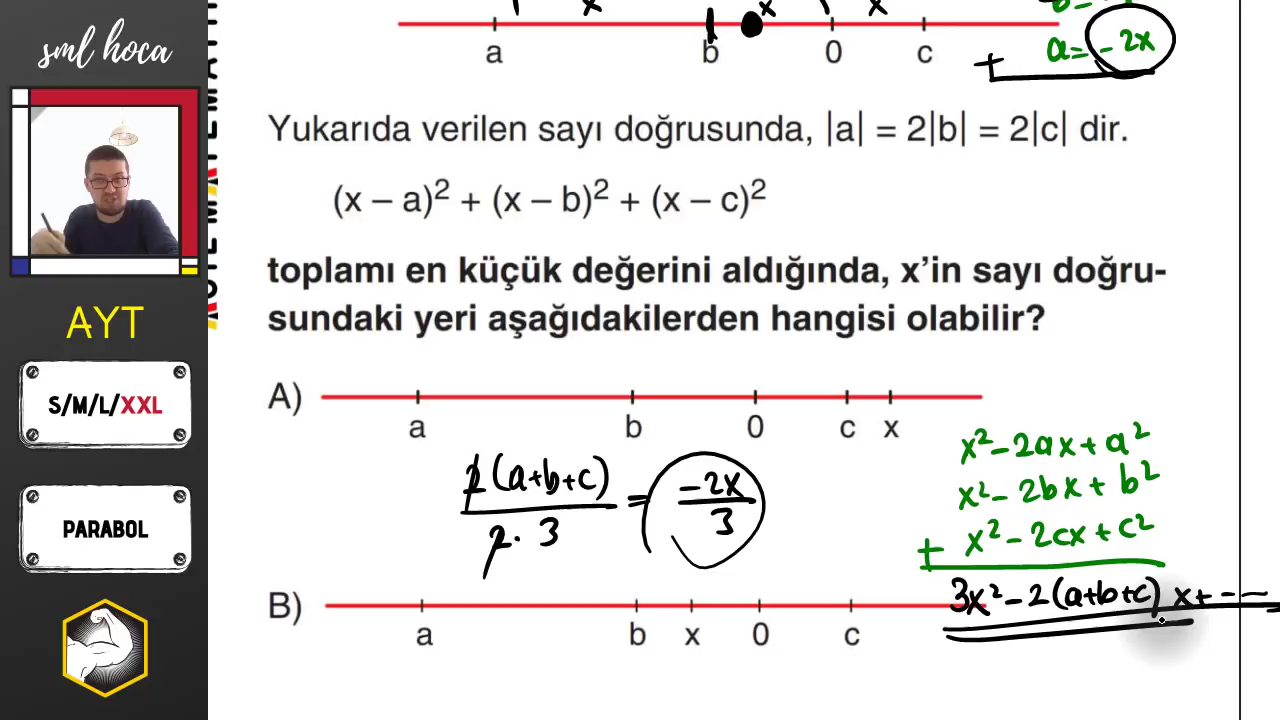 sml hoca
AYT
S/M/L/XXL
PARABOL
x x x
a b 0 c
a = -2x
+
Yukarıda verilen sayı doğrusunda, |a| = 2|b| = 2|c| dir.
(x – a)² + (x – b)² + (x – c)²
toplamı en küçük değerini aldığında, x’in sayı doğru-
sundaki yeri aşağıdakilerden hangisi olabilir?
A)
a b 0 c x
2(a+b+c) / 2·3 = -2x / 3
x² - 2ax + a²
x² - 2bx + b²
+ x² - 2cx + c²
3x² - 2(a+b+c) x + ---
B)
a b x 0 c